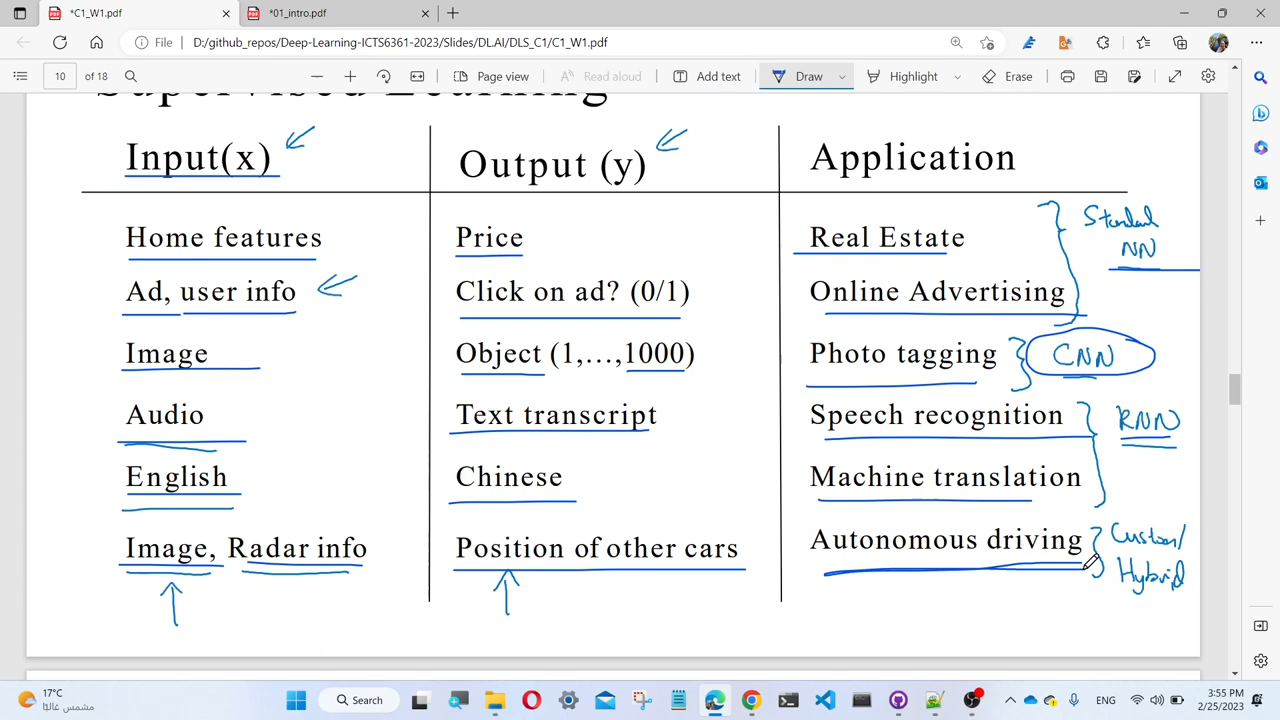 *C1_W1.pdf
*01_intro.pdf
File
D:/github_repos/Deep-Learning-ICTS6361-2023/Slides/DL.AI/DLS_C1/C1_W1.pdf
10 of 18
Page view
Read aloud
Add text
Draw
Highlight
Erase
Supervised Learning
Input(x) Output (y) Application
Home features Price Real Estate
Standard
NN
Ad, user info Click on ad? (0/1) Online Advertising
Image Object (1,…,1000) Photo tagging CNN
Audio Text transcript Speech recognition RNN
English Chinese Machine translation
Image, Radar info Position of other cars Autonomous driving Custom/
Hybrid
17°C
مشمس غالبًا
Search
ENG
3:55 PM
2/25/2023